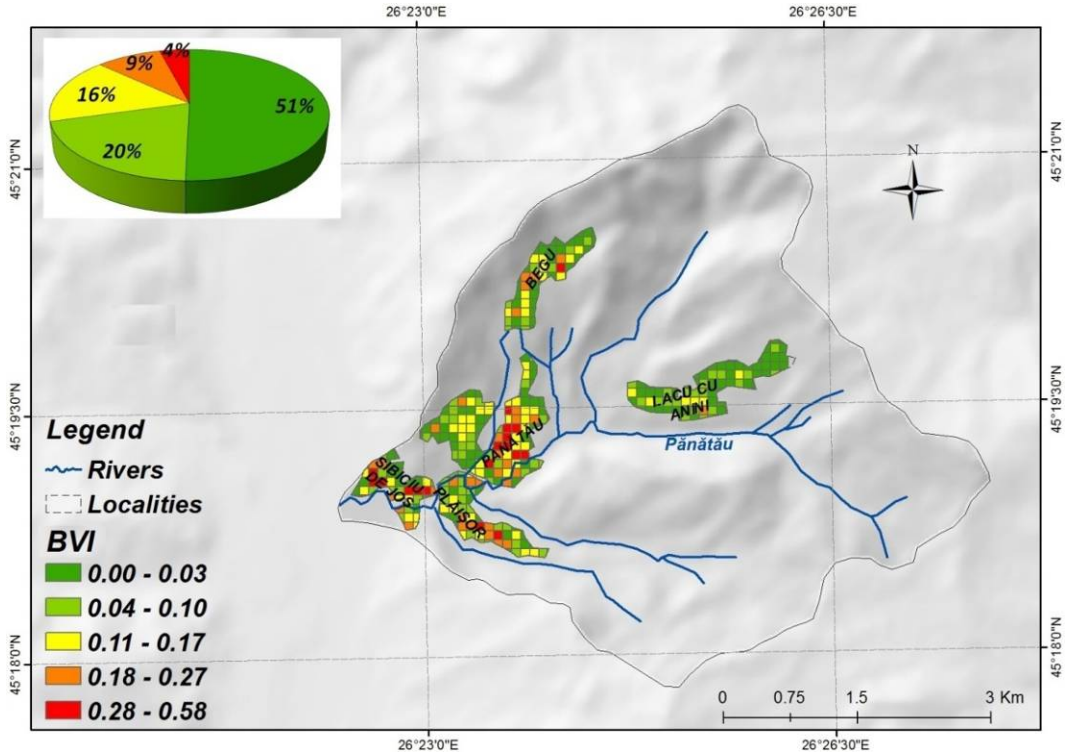 26°23'0"E
26°26'30"E
4%
9%
16%
51%
20%
45°21'0"N
45°21'0"N
N
BEGU
LACU CU
ANINI
45°19'30"N
45°19'30"N
Legend
PĂNĂTĂU
Pănătău
Rivers
SIBICIU
DE JOS
PLAISOR
Localities
BVI
0.00 - 0.03
0.04 - 0.10
0.11 - 0.17
0.18 - 0.27
0.28 - 0.58
45°18'0"N
45°18'0"N
0 0.75 1.5 3 Km
26°23'0"E
26°26'30"E